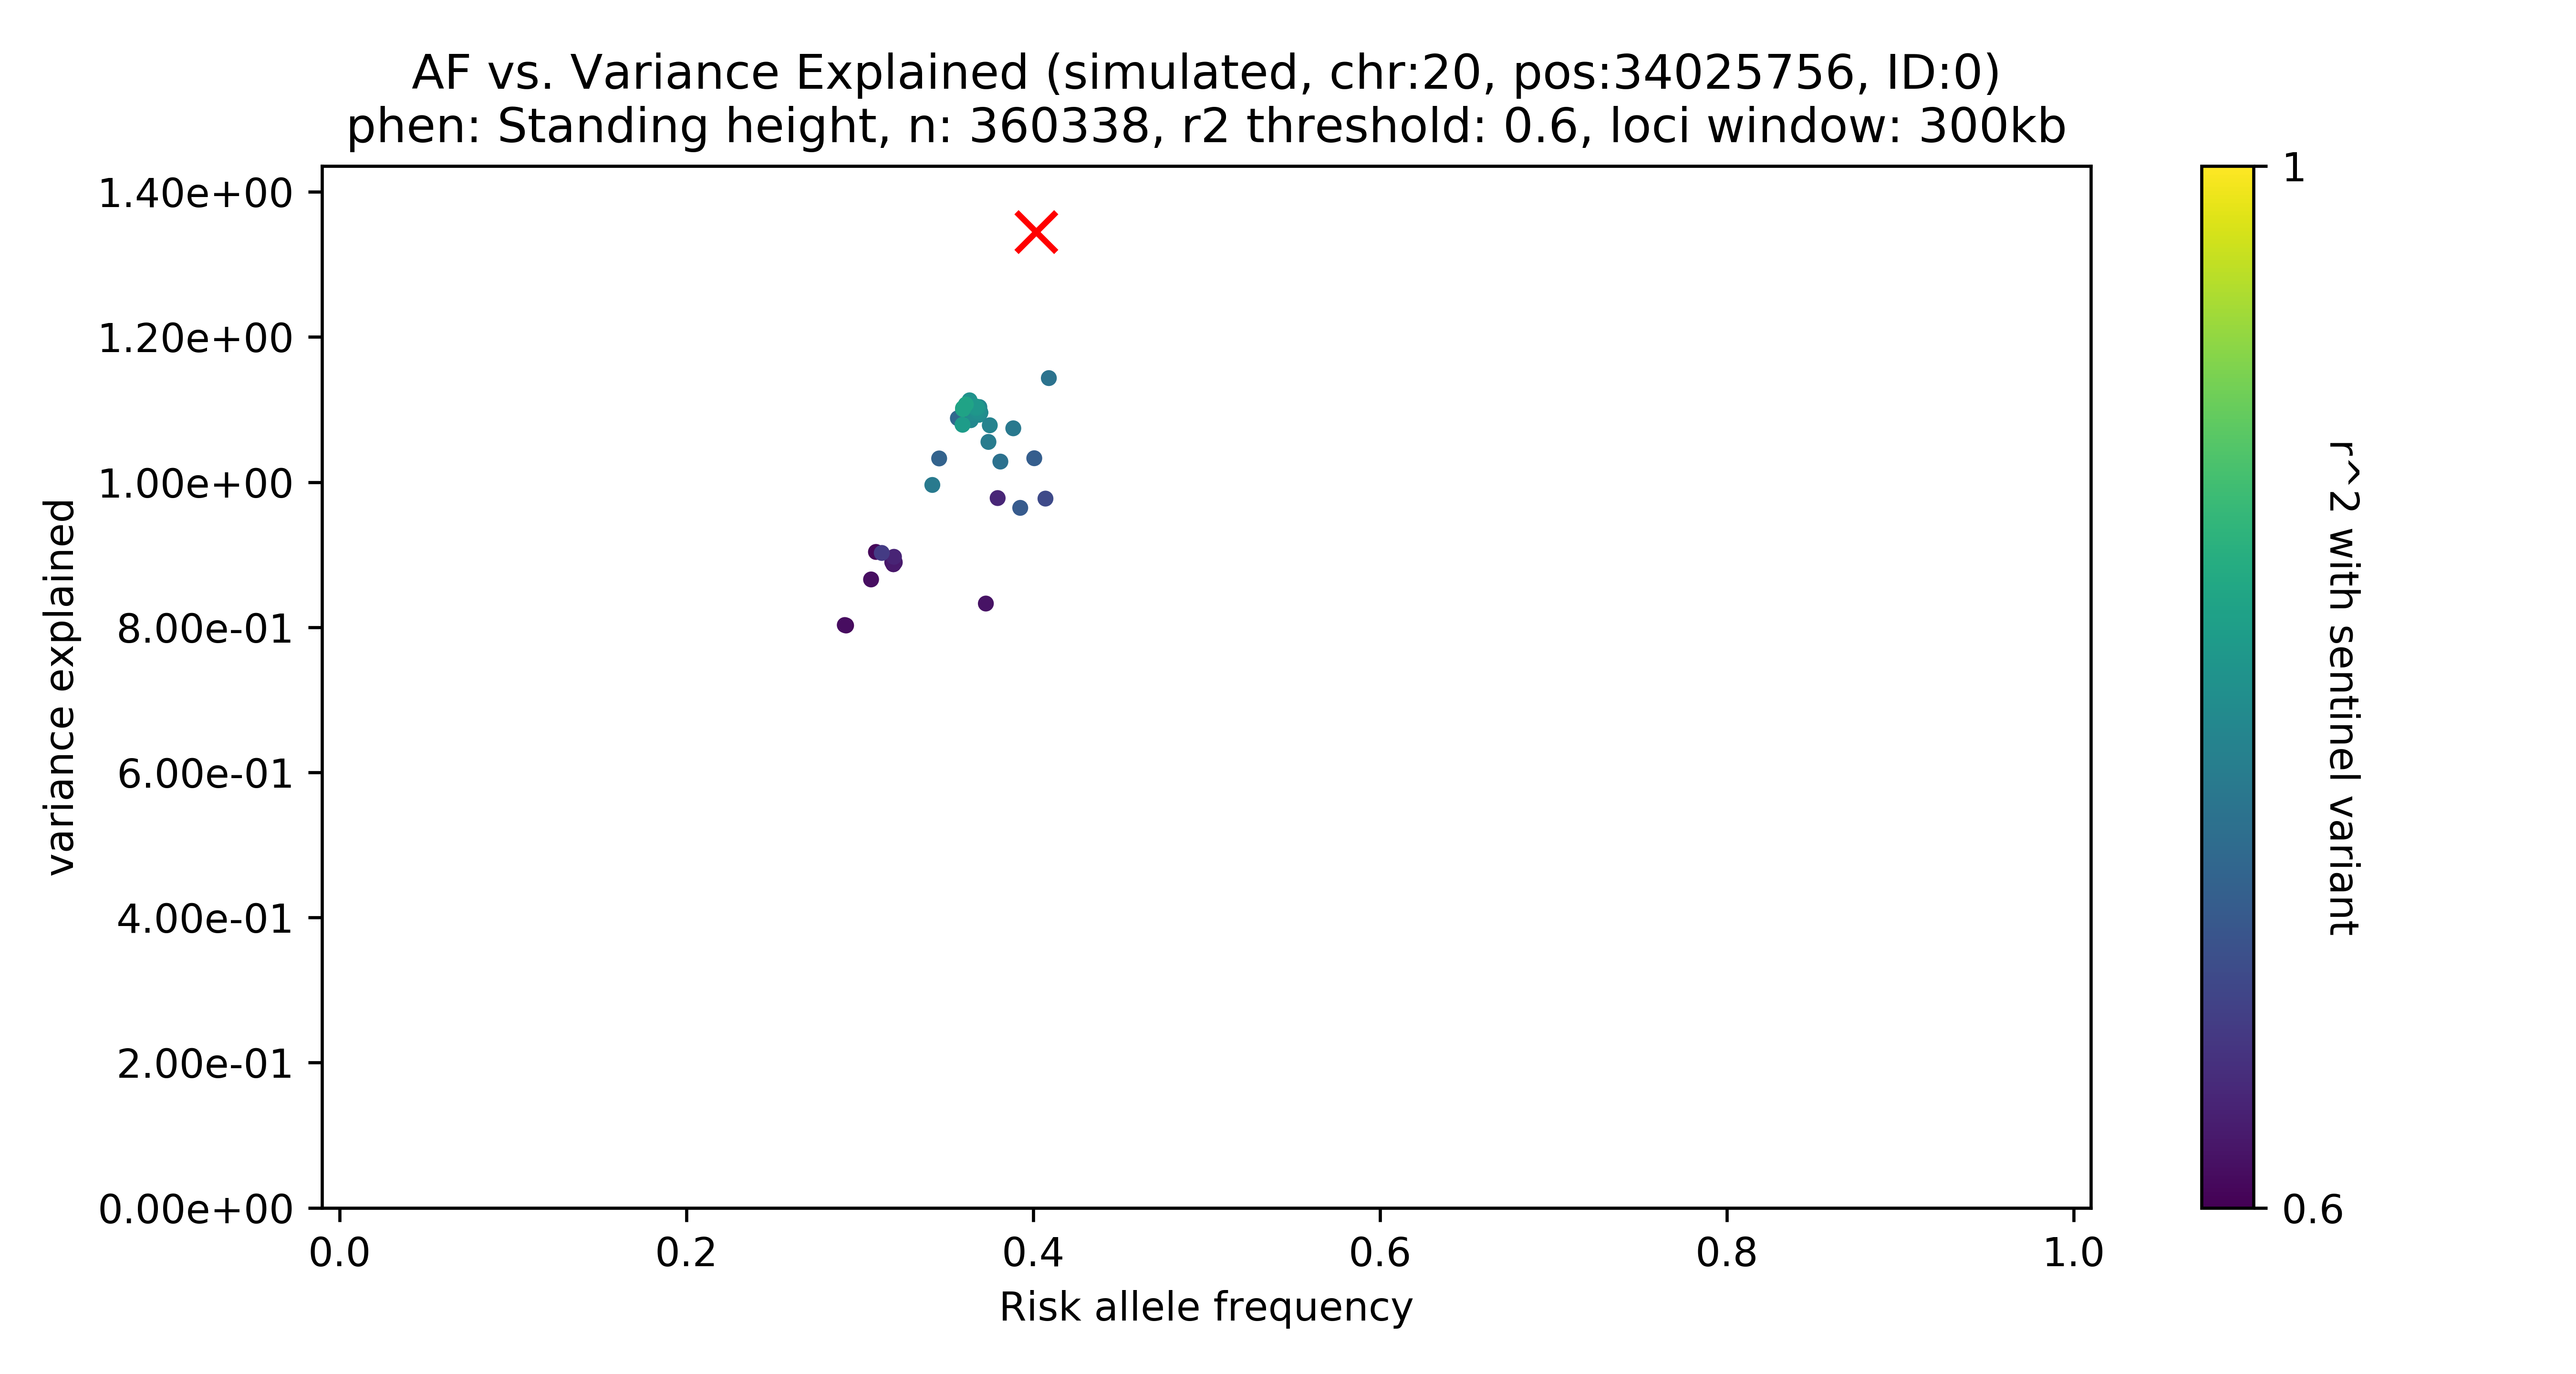 AF vs. Variance Explained (simulated, chr:20, pos:34025756, ID:0)
phen: Standing height, n: 360338, r2 threshold: 0.6, loci window: 300kb
1.40e+00
1.20e+00
1.00e+00
8.00e-01
6.00e-01
4.00e-01
2.00e-01
0.00e+00
variance explained
0.0
0.2
0.4
0.6
0.8
1.0
Risk allele frequency
1
0.6
r^2 with sentinel variant